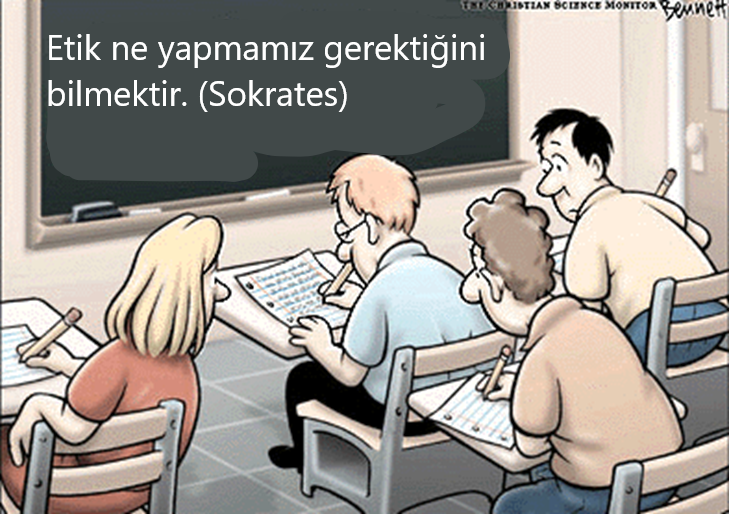 THE CHRISTIAN SCIENCE MONITOR Bennett
Etik ne yapmamız gerektiğini
bilmektir. (Sokrates)